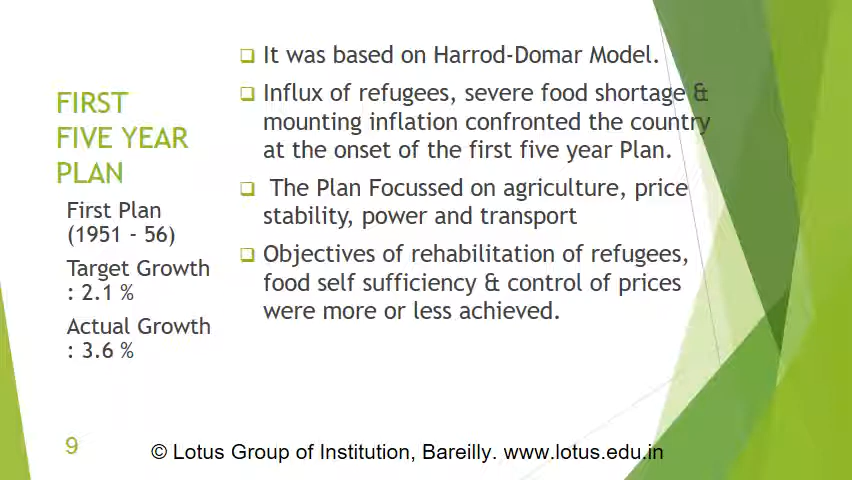 FIRST
FIVE YEAR
PLAN
First Plan
(1951 - 56)
Target Growth
: 2.1 %
Actual Growth
: 3.6 %
It was based on Harrod-Domar Model.
Influx of refugees, severe food shortage &
mounting inflation confronted the country
at the onset of the first five year Plan.
The Plan Focussed on agriculture, price
stability, power and transport
Objectives of rehabilitation of refugees,
food self sufficiency & control of prices
were more or less achieved.
9
© Lotus Group of Institution, Bareilly. www.lotus.edu.in